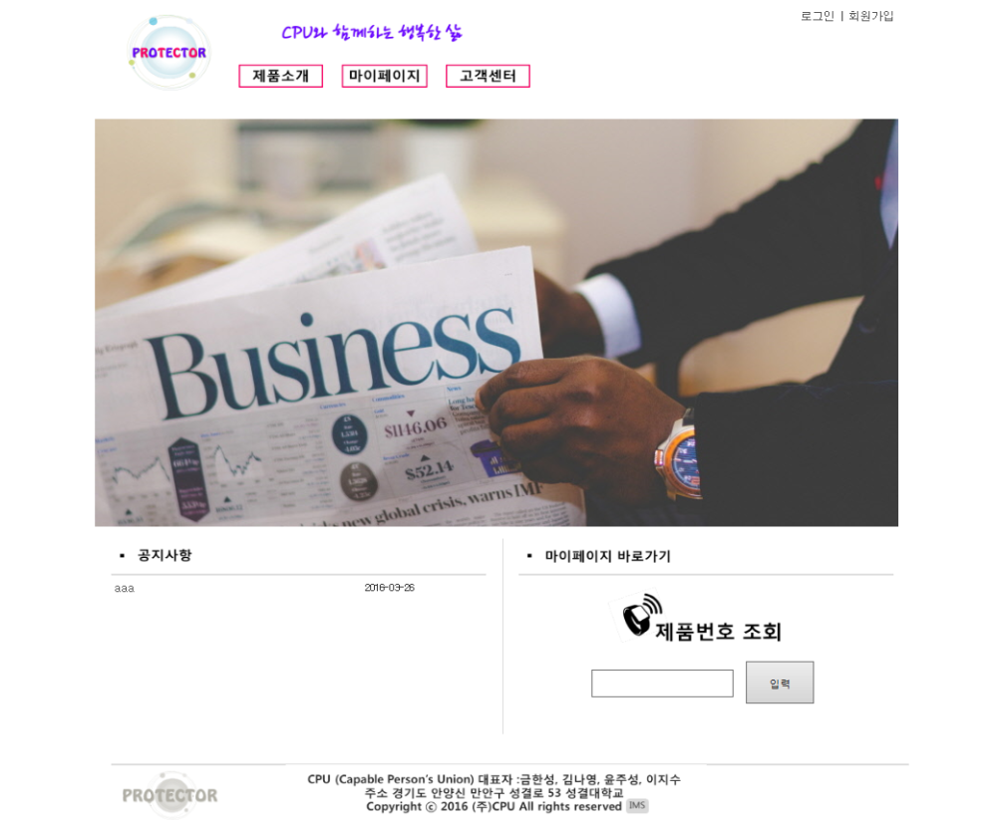 로그인 | 회원가입
PROTECTOR
CPU와 함께하는 행복한 삶
제품소개 마이페이지 고객센터
Business
$1146.06
$52.14
new global crisis, warns IMF
▪ 공지사항
aaa 2016-03-26
▪ 마이페이지 바로가기
제품번호 조회
입력
PROTECTOR
CPU (Capable Person's Union) 대표자 :금한성, 김나영, 윤주성, 이지수
주소 경기도 안양신 만안구 성결로 53 성결대학교
Copyright ⓒ 2016 (주)CPU All rights reserved IMS